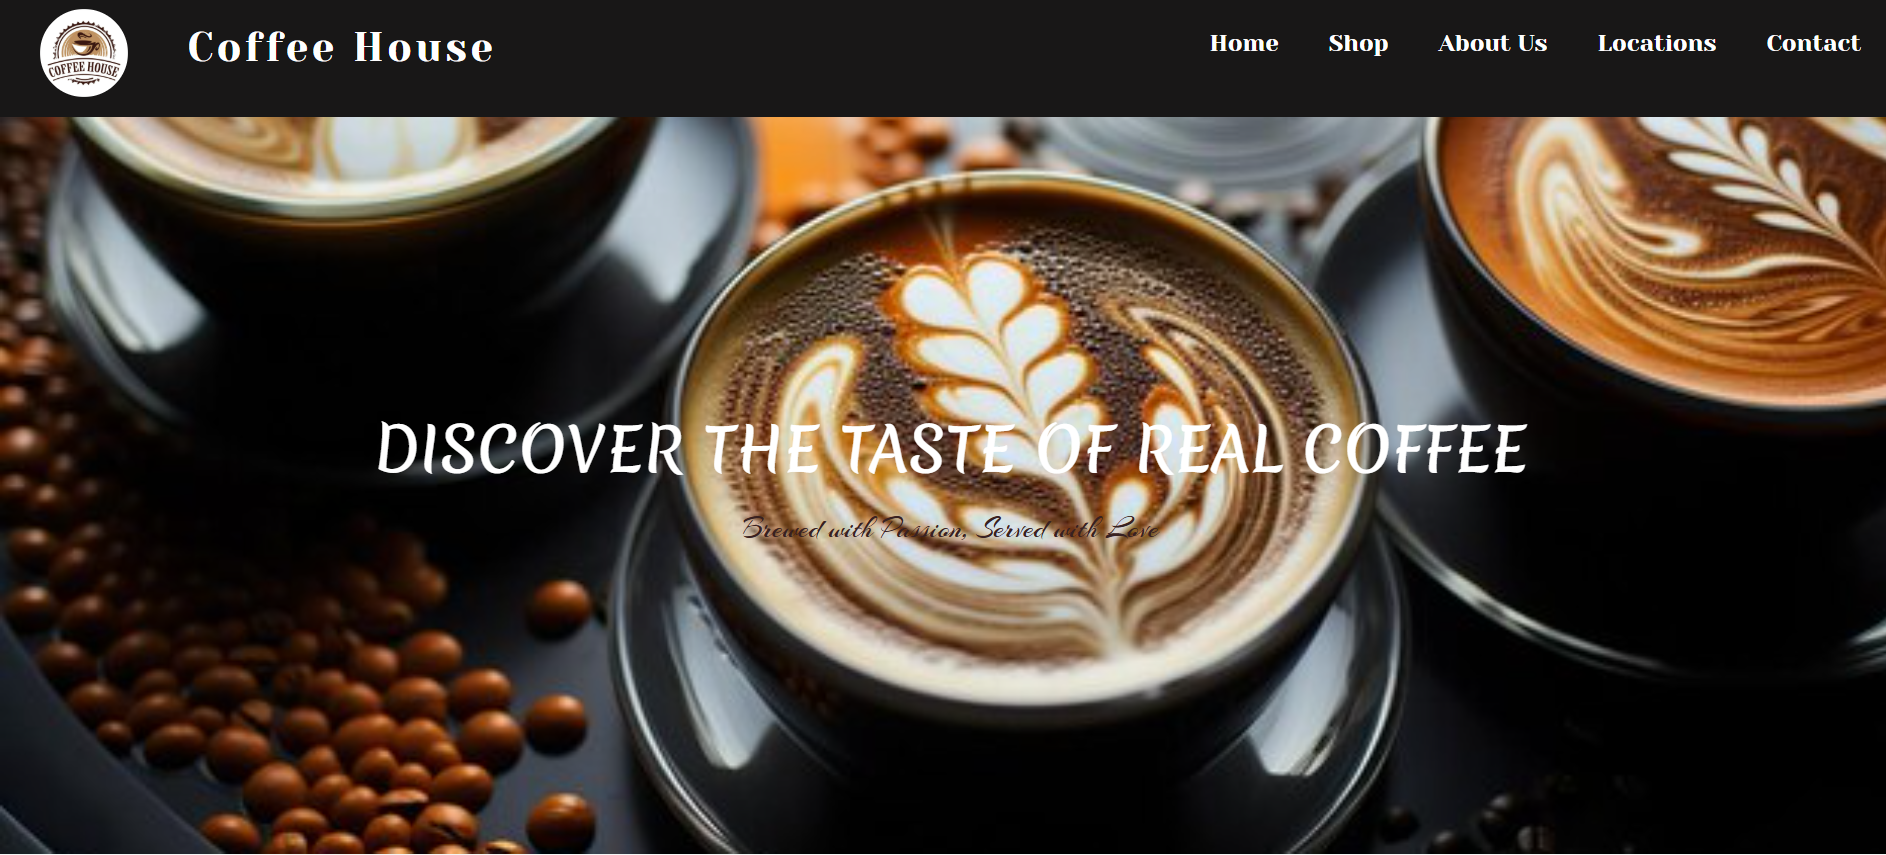 COFFEE HOUSE
Coffee House
Home Shop About Us Locations Contact
DISCOVER THE TASTE OF REAL COFFEE
Brewed with Passion, Served with Love